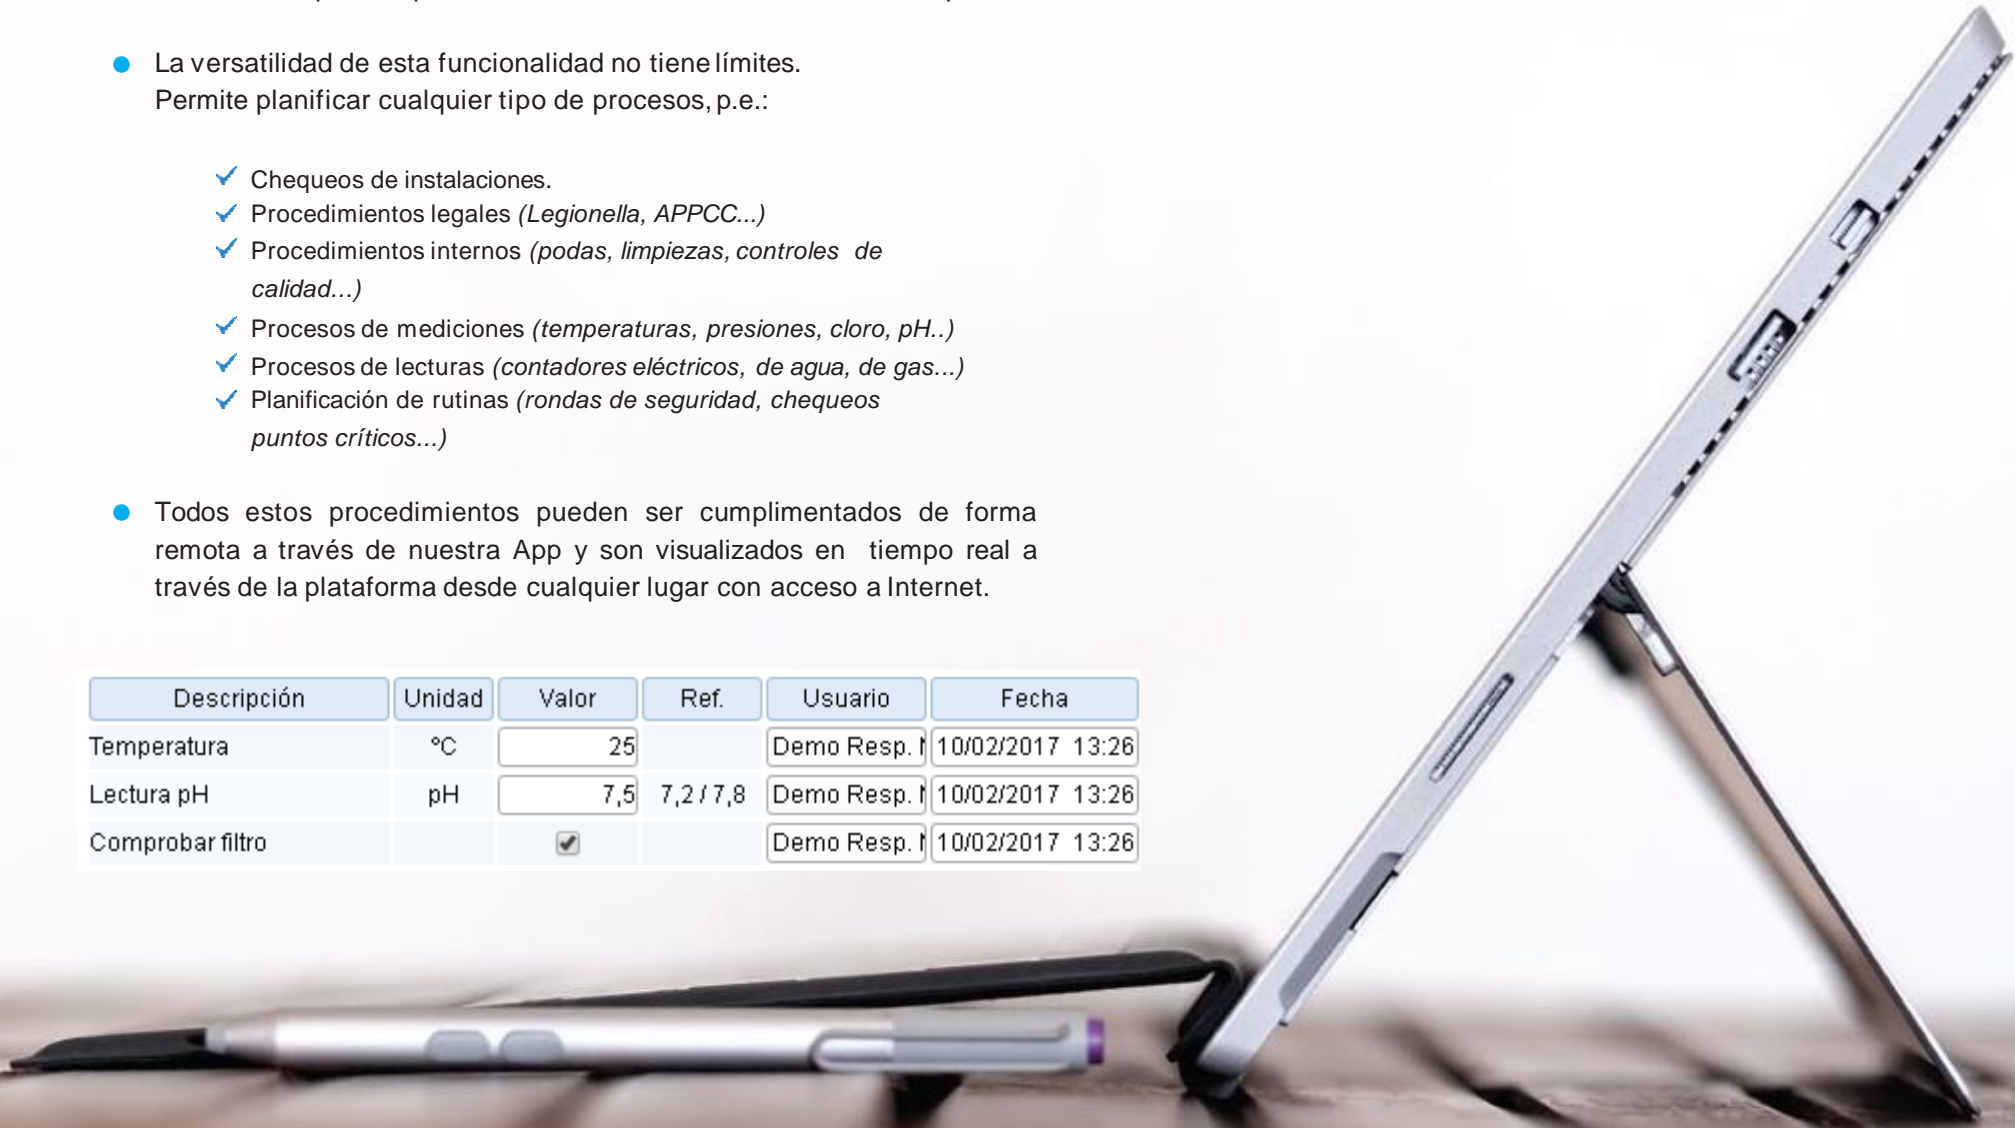 La versatilidad de esta funcionalidad no tiene límites.
Permite planificar cualquier tipo de procesos, p.e.:
Chequeos de instalaciones.
Procedimientos legales (Legionella, APPCC...)
Procedimientos internos (podas, limpiezas, controles de
calidad...)
Procesos de mediciones (temperaturas, presiones, cloro, pH..)
Procesos de lecturas (contadores eléctricos, de agua, de gas...)
Planificación de rutinas (rondas de seguridad, chequeos
puntos críticos...)
Todos estos procedimientos pueden ser cumplimentados de forma
remota a través de nuestra App y son visualizados en tiempo real a
través de la plataforma desde cualquier lugar con acceso a Internet.
Descripción Unidad Valor Ref. Usuario Fecha
Temperatura °C 25 Demo Resp. 10/02/2017 13:26
Lectura pH pH 7,5 7,2 / 7,8 Demo Resp. 10/02/2017 13:26
Comprobar filtro Demo Resp. 10/02/2017 13:26